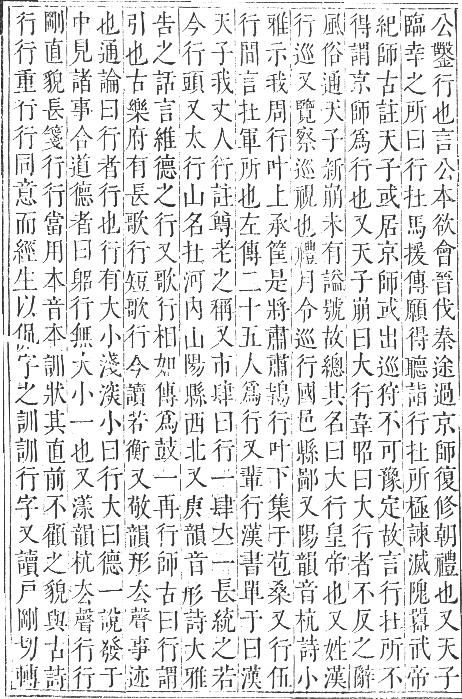 公鑿行也言公本欲會晉伐秦途過京師復修朝禮也又天子
臨幸之所曰行在馬援傳願得聽詣行在所極諫滅隗囂武帝
紀師古註天子或居京師或出巡狩不可豫定故言行在所不
得謂京師爲行也又天子崩曰大行韋昭曰大行者不反之辭
風俗通天子新崩未有諡號故總其名曰大行皇帝也又姓漢
行巡又覽察巡視也禮月令巡行國邑縣鄙又陽韻音杭詩小
雅示我周行叶上承筐是將肅肅鴇行叶下集于苞桑又行伍
行間言在軍所也左傳二十五人爲行又輩行漢書單于曰漢
天子我丈人行註尊老之稱又市肆曰行一肆之一長統之若
今行頭又太行山名在河內山陽縣西北又庚韻音形詩大雅
告之話言維德之行又歌行相如傳爲鼓一再行師古曰行謂
引也古樂府有長歌行短歌行今讀若衡又敬韻形去聲事迹
也通論曰行者行也行有大小淺深小曰行大曰德一說發于
中見諸事合道德者曰躬行無大小一也又漾韻杭去聲行行
剛直貌長箋行行當用本音本訓狀其直前不顧之貌與古詩
行行重行行同意而經生以侃字之訓訓行字又讀戶剛切轉